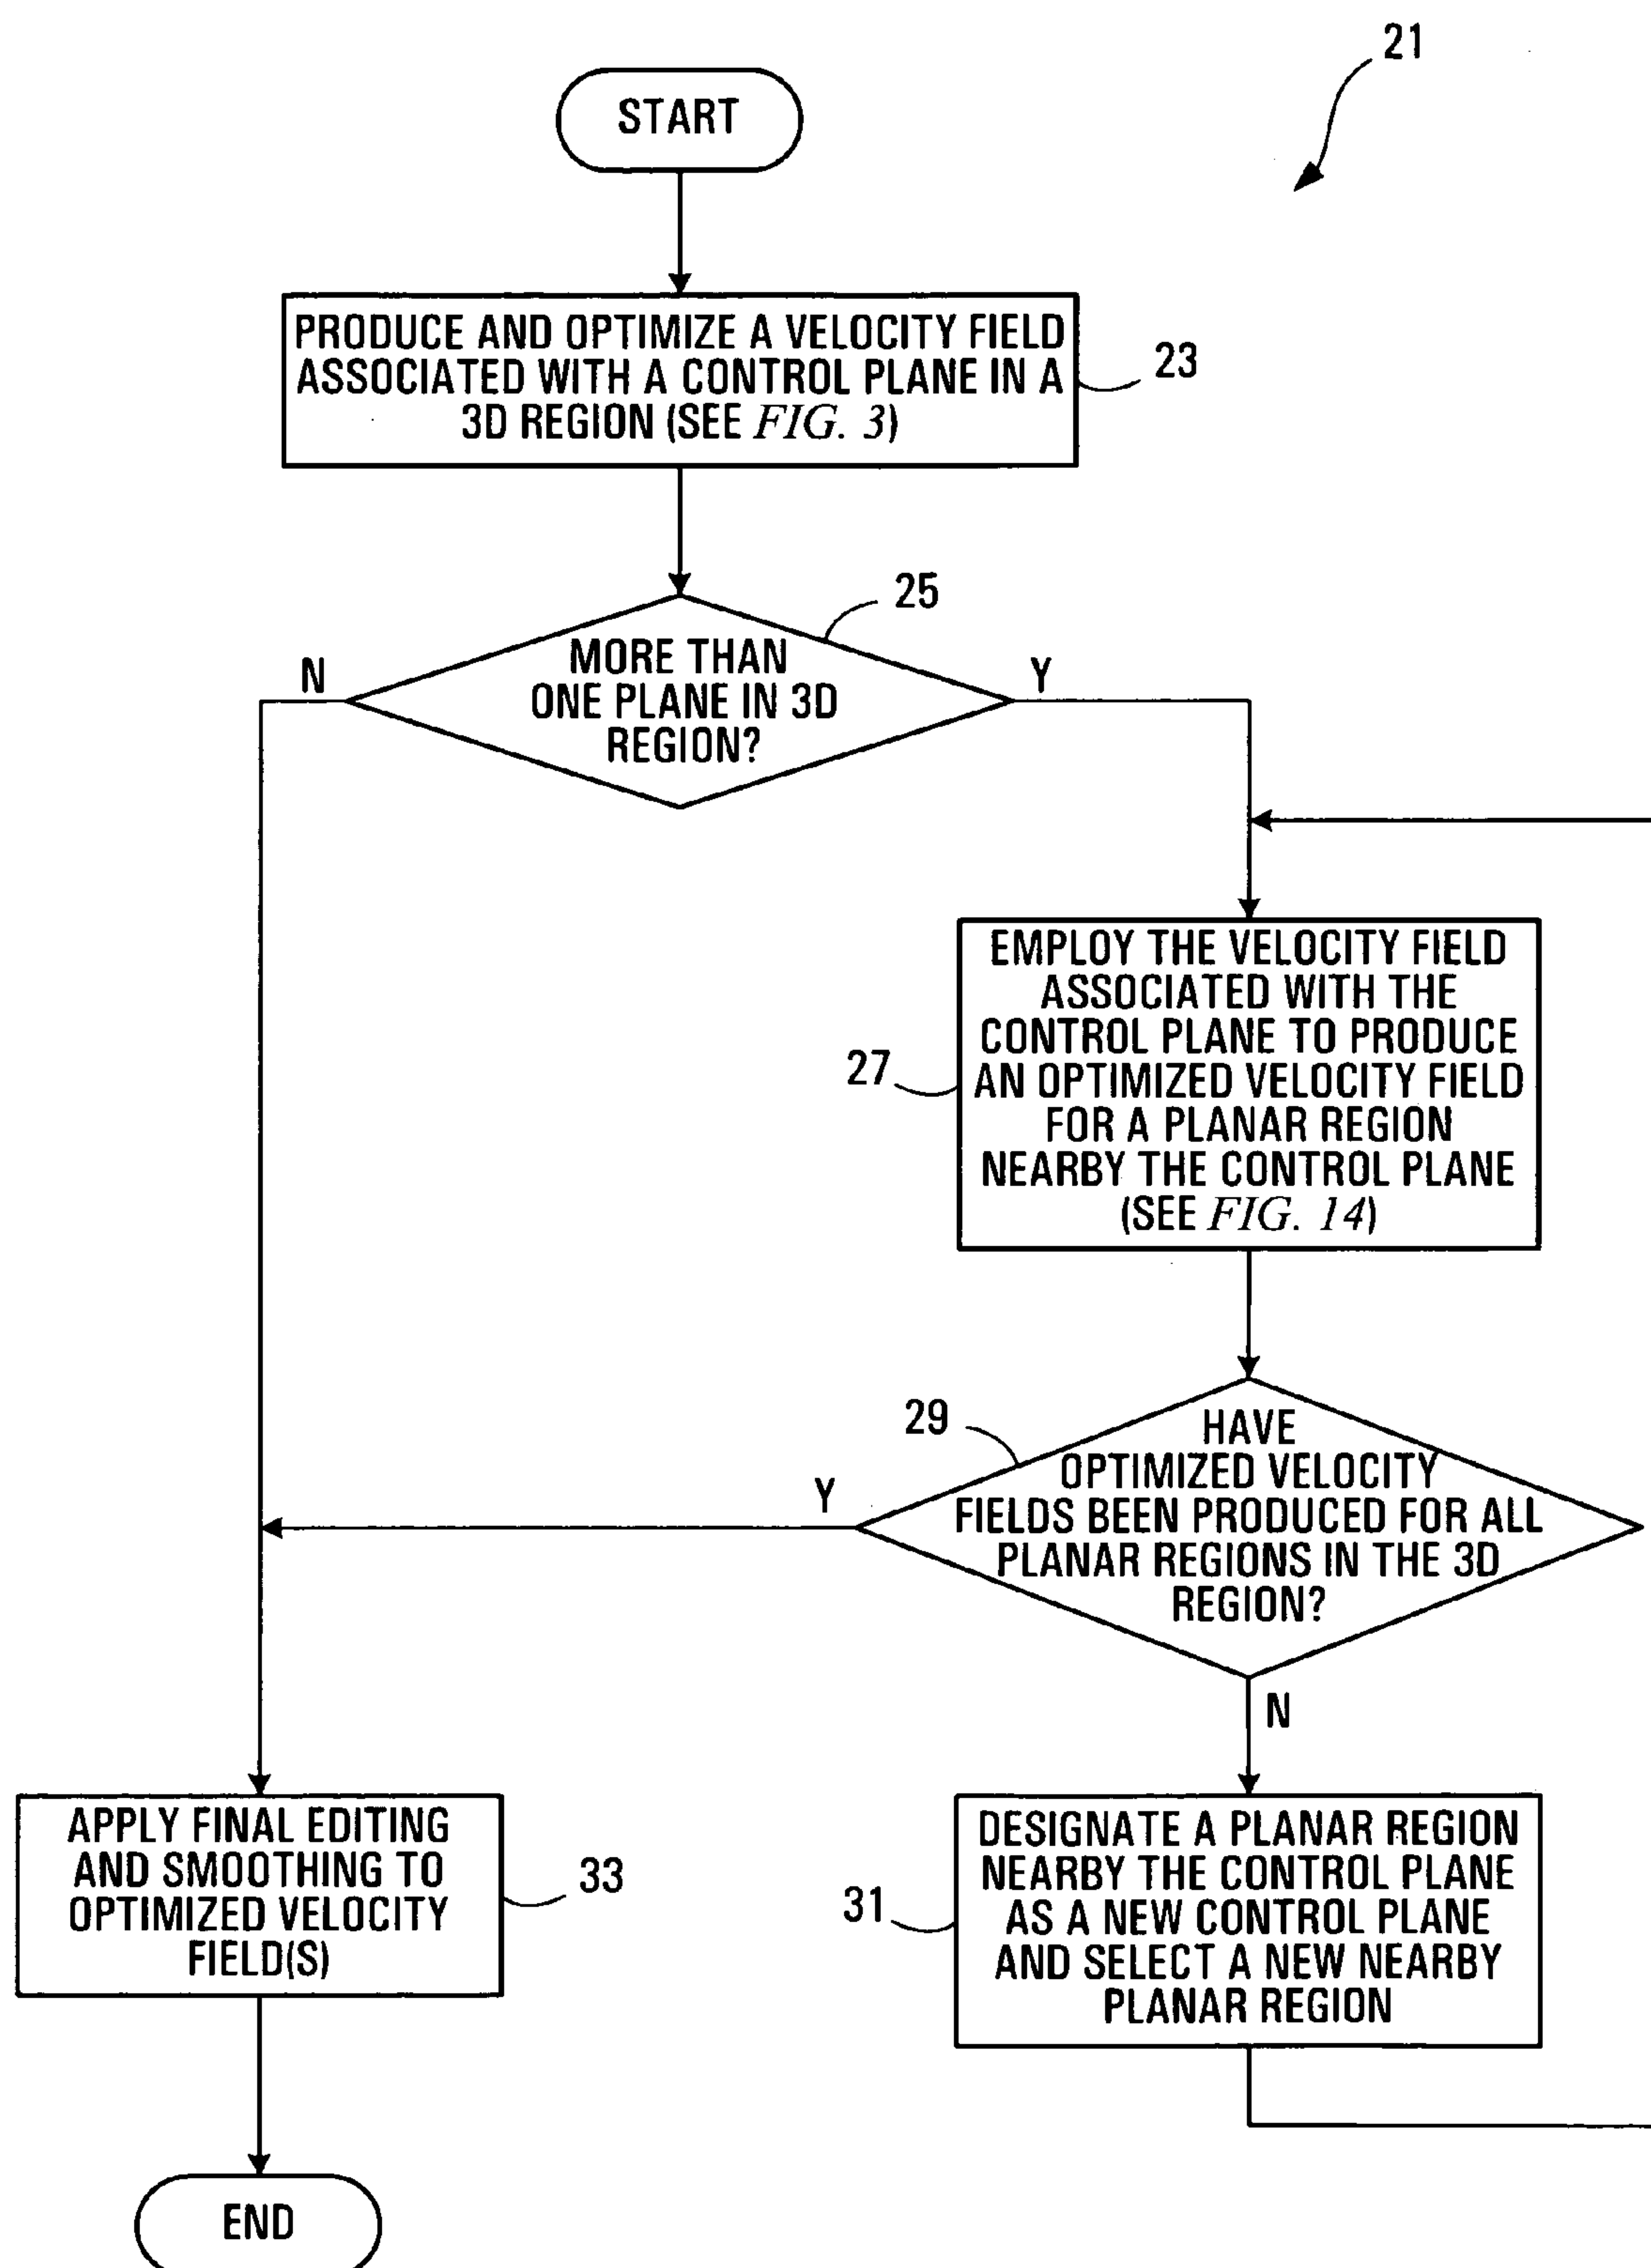 21
START
PRODUCE AND OPTIMIZE A VELOCITY FIELD
ASSOCIATED WITH A CONTROL PLANE IN A
3D REGION (SEE FIG. 3)
23
25
MORE THAN
ONE PLANE IN 3D
REGION?
N
Y
EMPLOY THE VELOCITY FIELD
ASSOCIATED WITH THE
CONTROL PLANE TO PRODUCE
AN OPTIMIZED VELOCITY FIELD
FOR A PLANAR REGION
NEARBY THE CONTROL PLANE
(SEE FIG. 14)
27
29
HAVE
OPTIMIZED VELOCITY
FIELDS BEEN PRODUCED FOR ALL
PLANAR REGIONS IN THE 3D
REGION?
Y
N
APPLY FINAL EDITING
AND SMOOTHING TO
OPTIMIZED VELOCITY
FIELD(S)
33
31
DESIGNATE A PLANAR REGION
NEARBY THE CONTROL PLANE
AS A NEW CONTROL PLANE
AND SELECT A NEW NEARBY
PLANAR REGION
END